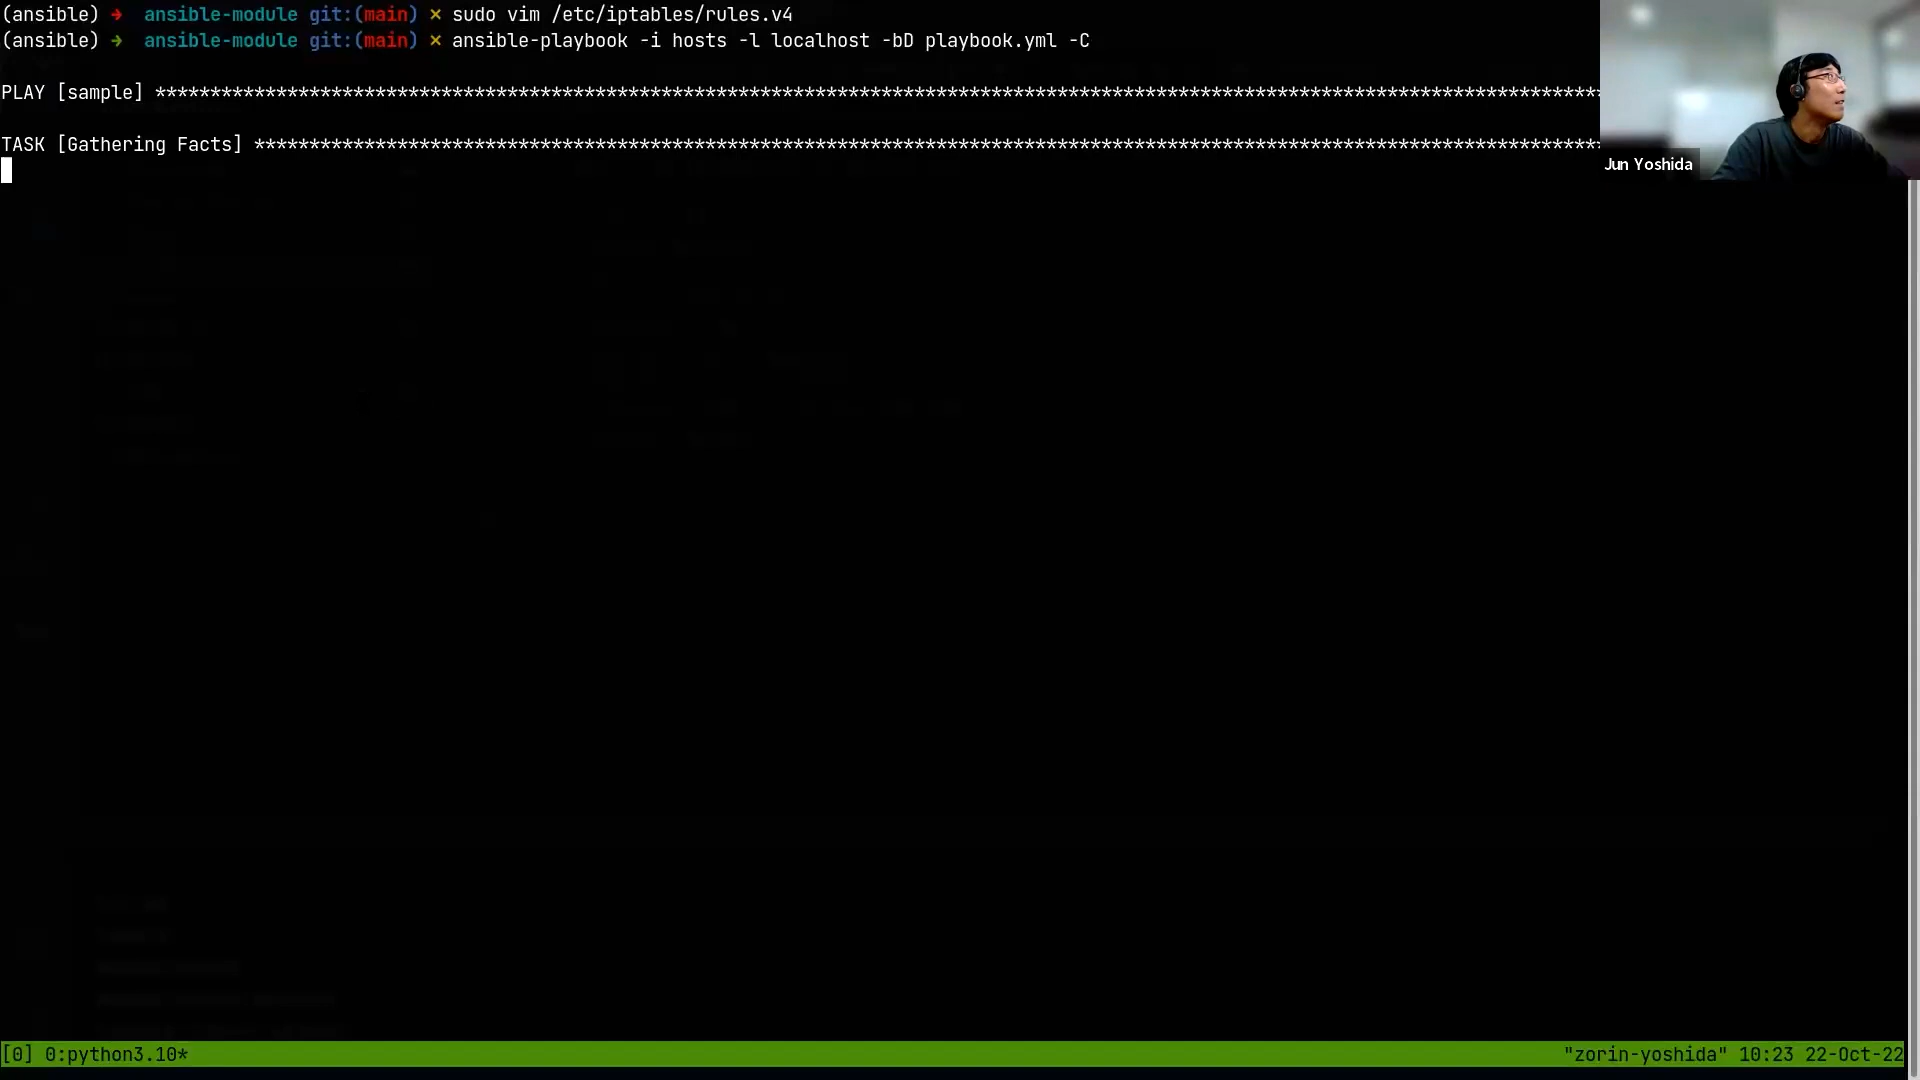 (ansible) → ansible-module git:(main) × sudo vim /etc/iptables/rules.v4
(ansible) → ansible-module git:(main) × ansible-playbook -i hosts -l localhost -bD playbook.yml -C
PLAY [sample] ***********************************************************************************************************************************
TASK [Gathering Facts] **************************************************************************************************************************
Jun Yoshida
[0] 0:python3.10* "zorin-yoshida" 10:23 22-Oct-22